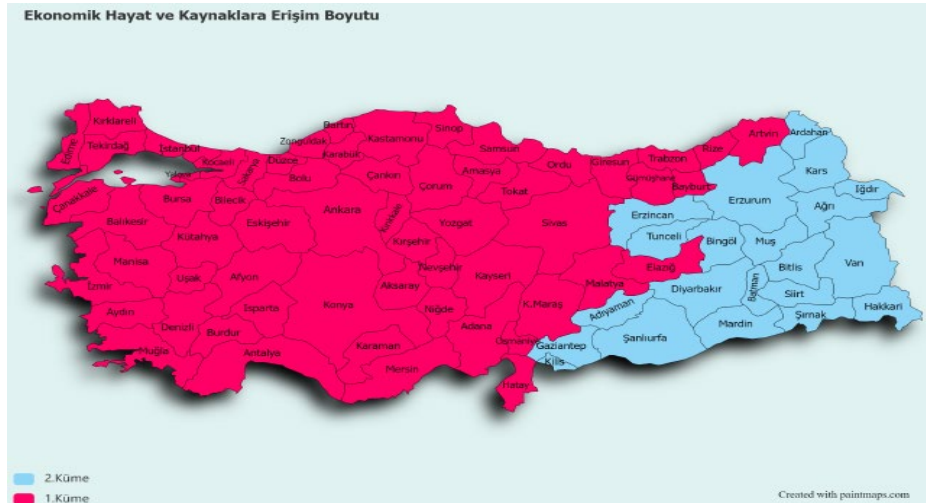 Ekonomik Hayat ve Kaynaklara Erişim Boyutu
Kırklareli
Edirne
Tekirdağ
İstanbul
Kocaeli
Yalova
Sakarya
Düzce
Zonguldak
Bartın
Karabük
Kastamonu
Sinop
Samsun
Ordu
Giresun
Trabzon
Rize
Artvin
Ardahan
Kars
Iğdır
Ağrı
Erzurum
Bayburt
Gümüşhane
Tokat
Amasya
Çorum
Çankırı
Bolu
Bilecik
Bursa
Çanakkale
Balıkesir
Kütahya
Eskişehir
Ankara
Kırıkkale
Yozgat
Sivas
Erzincan
Tunceli
Bingöl
Muş
Bitlis
Van
Hakkari
Şırnak
Siirt
Batman
Diyarbakır
Elazığ
Malatya
Adıyaman
Mardin
Şanlıurfa
Gaziantep
Kilis
K.Maraş
Osmaniye
Hatay
Adana
Kayseri
Nevşehir
Kırşehir
Aksaray
Niğde
Konya
Karaman
Mersin
Antalya
Isparta
Burdur
Afyon
Uşak
Denizli
Muğla
Aydın
İzmir
Manisa
2.Küme
1.Küme
Created with paintmaps.com